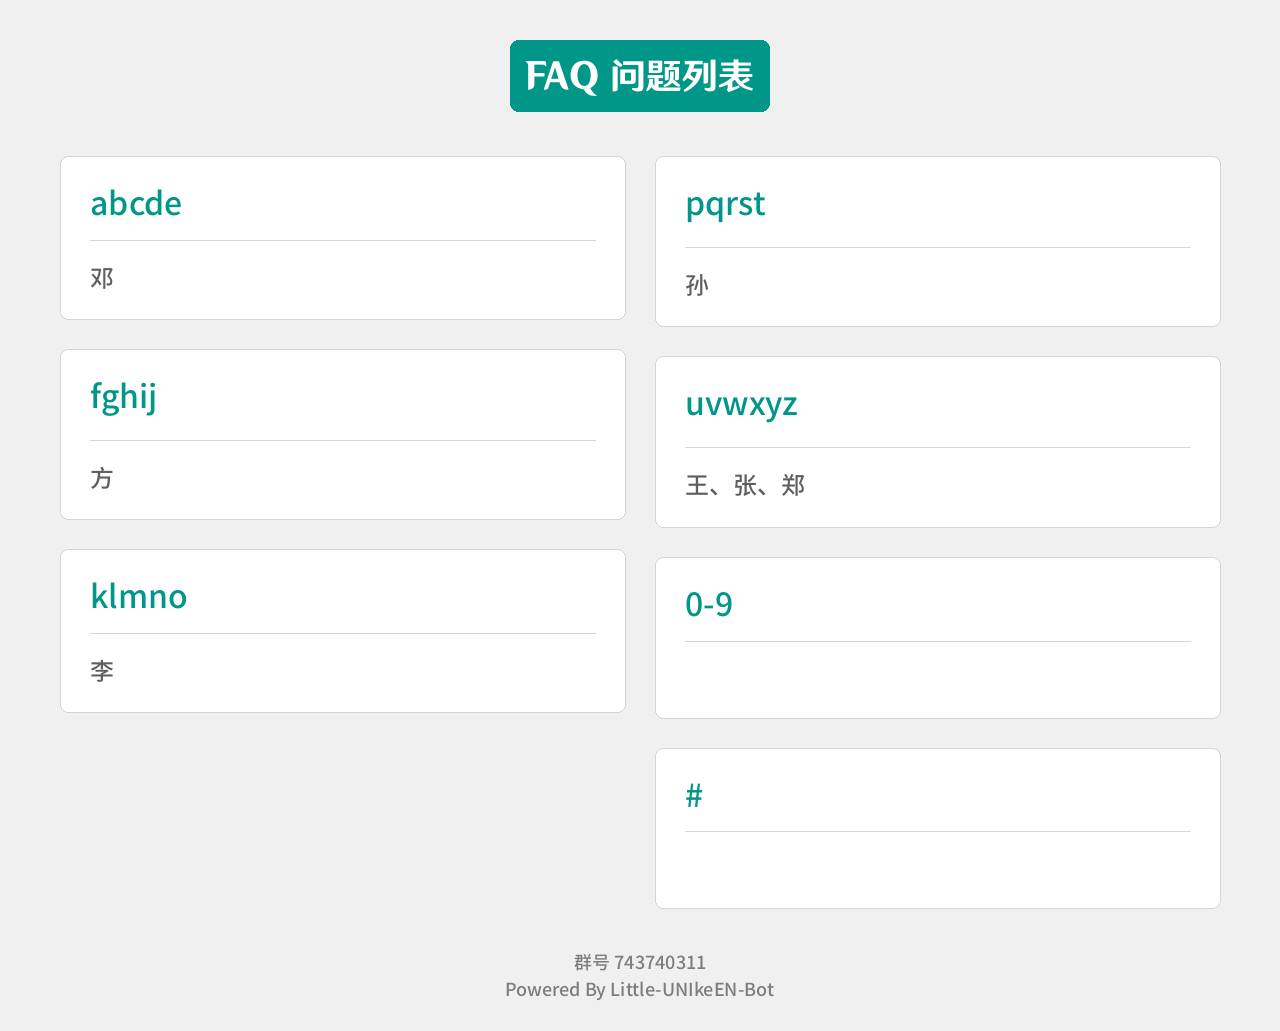 FAQ 问题列表
abcde
邓
fghij
方
klmno
李
pqrst
孙
uvwxyz
王、张、郑
0-9
#
群号 743740311
Powered By Little-UNIkeEN-Bot